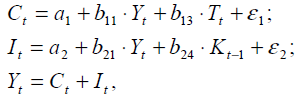 C_t = a_1 + b_11 · Y_t + b_13 · T_t + ε_1;
I_t = a_2 + b_21 · Y_t + b_24 · K_t-1 + ε_2;
Y_t = C_t + I_t,